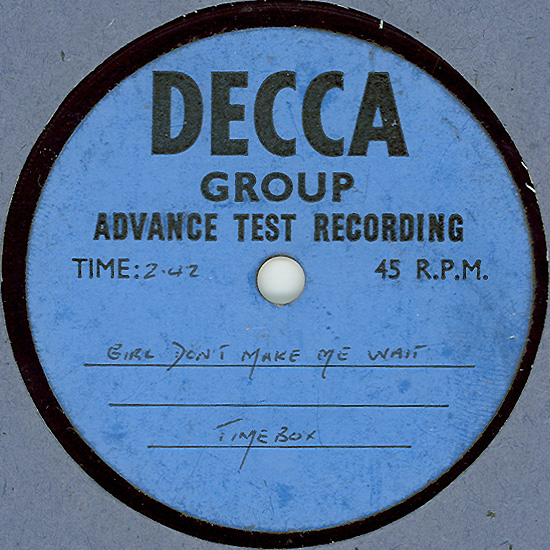 DECCA
GROUP
ADVANCE TEST RECORDING
TIME: 2.42 45 R.P.M.
GIRL DON'T MAKE ME WAIT
TIMEBOX